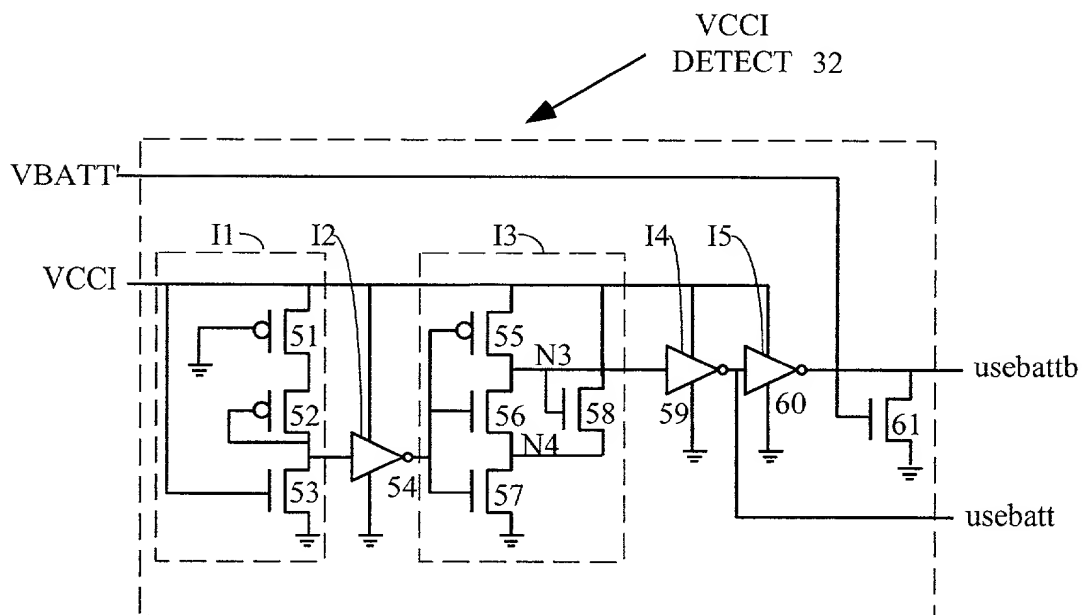 VCCI
DETECT 32
VBATT'
I1
I2
I3
I4
I5
VCCI
51
55
N3
usebattb
52
56
58
59
60
61
N4
53
54
57
usebatt